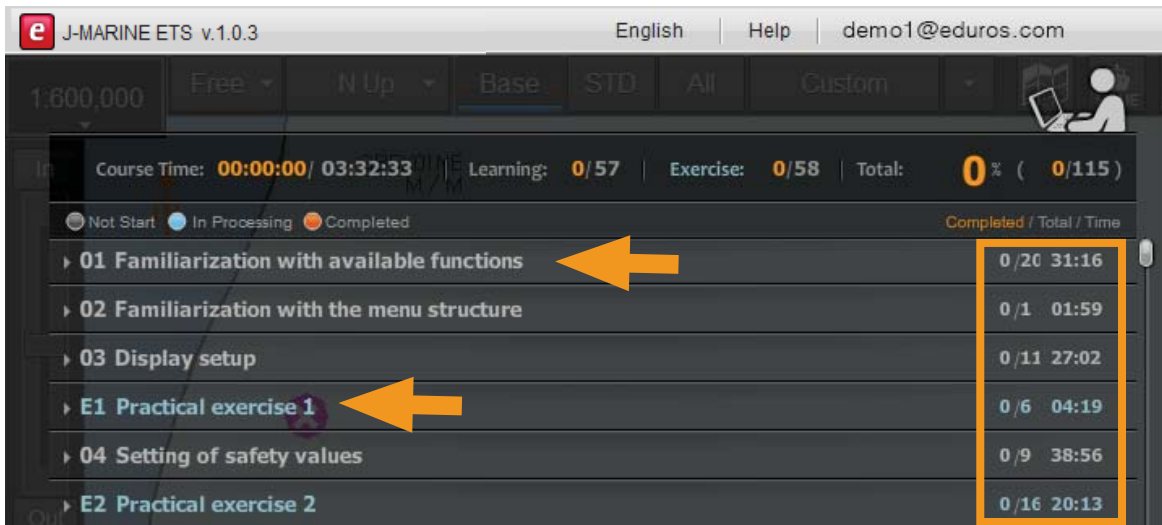 e J-MARINE ETS v.1.0.3 English Help demo1@eduros.com
1:600,000 Free N Up Base STD All Custom
In Course Time: 00:00:00/ 03:32:33 Learning: 0/57 Exercise: 0/58 Total: 0 % ( 0/115 )
Not Start In Processing Completed Completed / Total / Time
01 Familiarization with available functions 0/20 31:16
02 Familiarization with the menu structure 0/1 01:59
03 Display setup 0/11 27:02
E1 Practical exercise 1 0/6 04:19
04 Setting of safety values 0/9 38:56
Out E2 Practical exercise 2 0/16 20:13